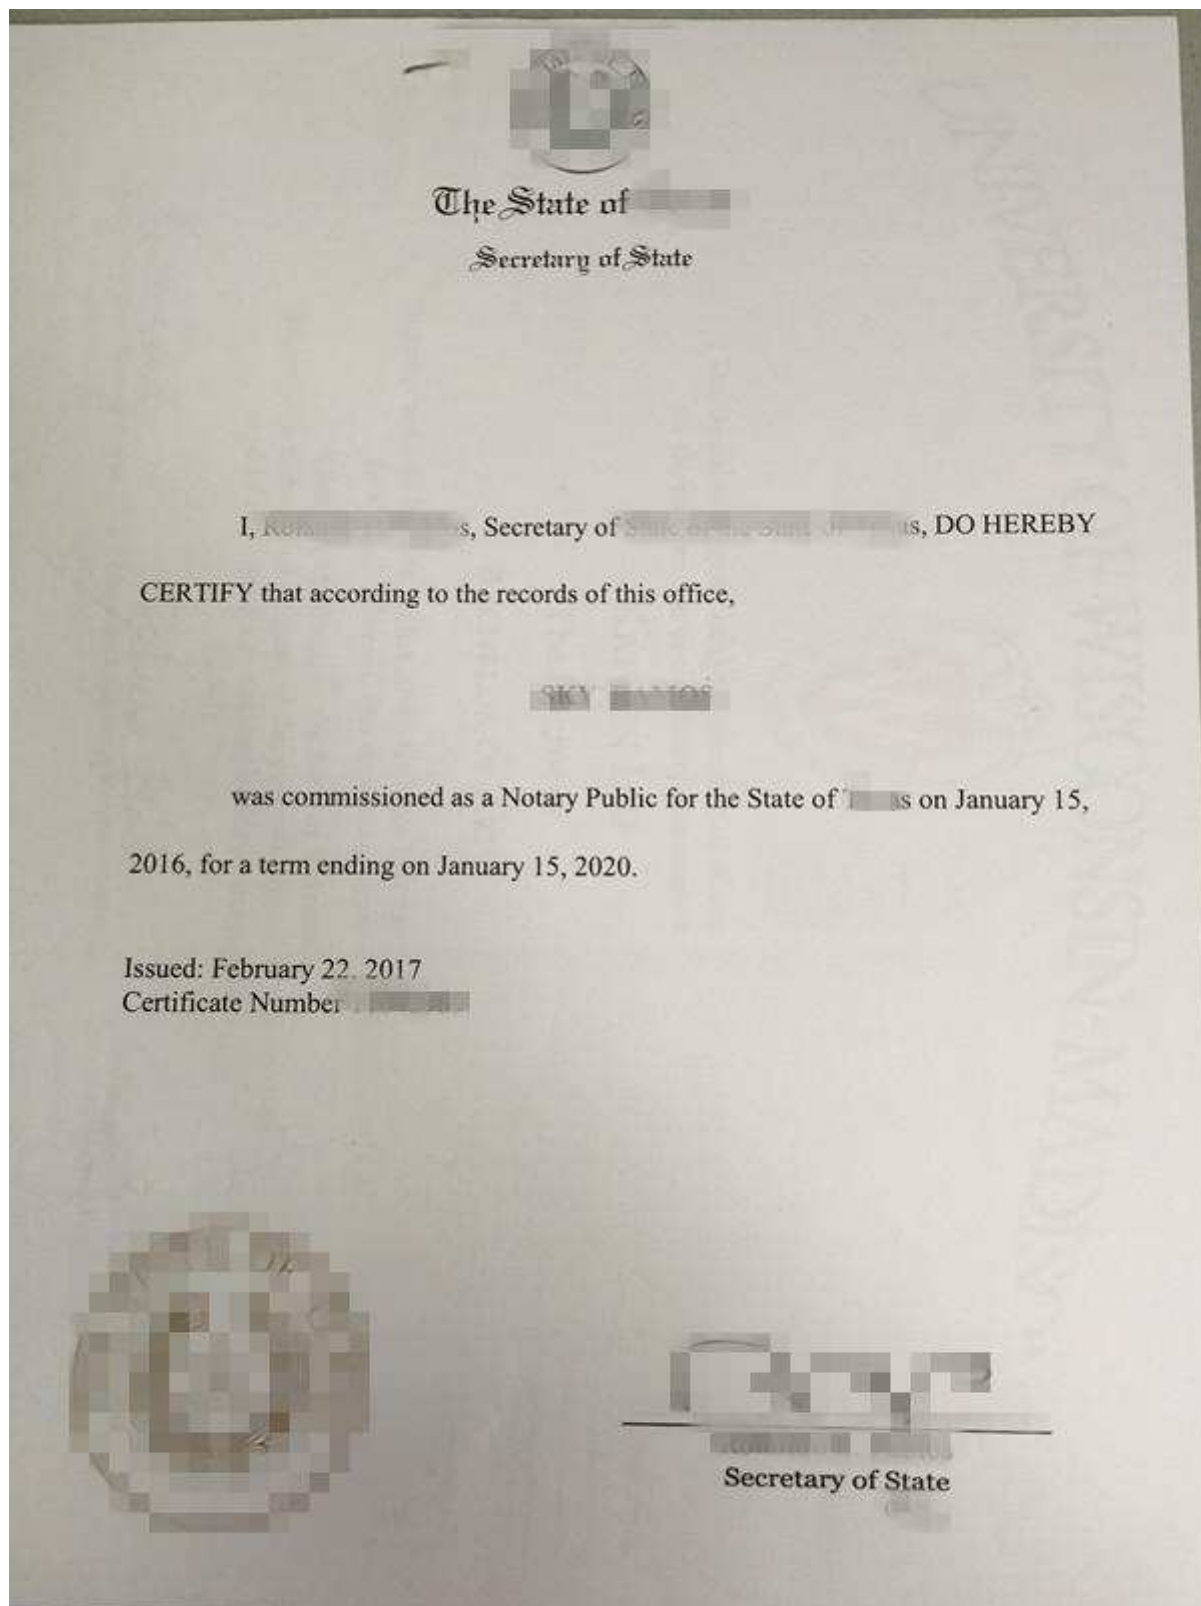 The State of
Secretary of State
I, s, Secretary of s, DO HEREBY
CERTIFY that according to the records of this office,
SKY
was commissioned as a Notary Public for the State of s on January 15,
2016, for a term ending on January 15, 2020.
Issued: February 22, 2017
Certificate Number
Secretary of State